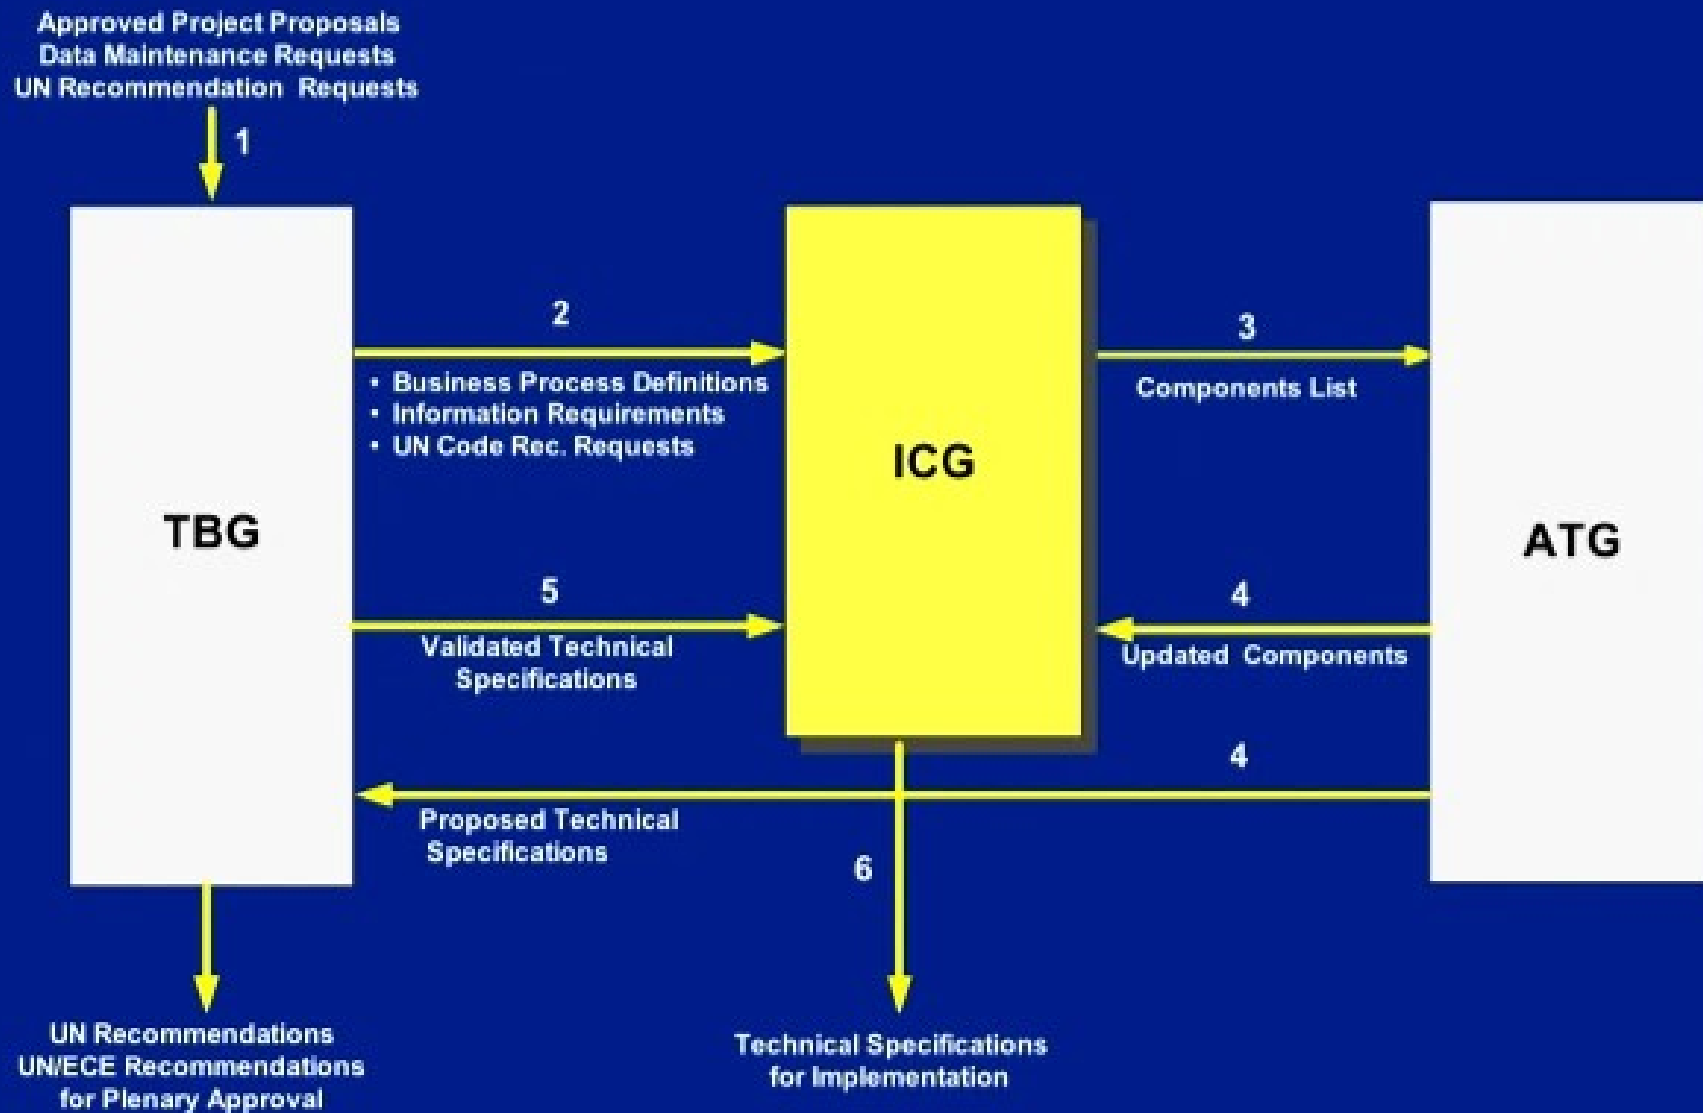 Approved Project Proposals
Data Maintenance Requests
UN Recommendation Requests
1
2
• Business Process Definitions
• Information Requirements
• UN Code Rec. Requests
3
Components List
ICG
TBG
ATG
5
Validated Technical
Specifications
4
Updated Components
4
Proposed Technical
Specifications
6
UN Recommendations
UN/ECE Recommendations
for Plenary Approval
Technical Specifications
for Implementation